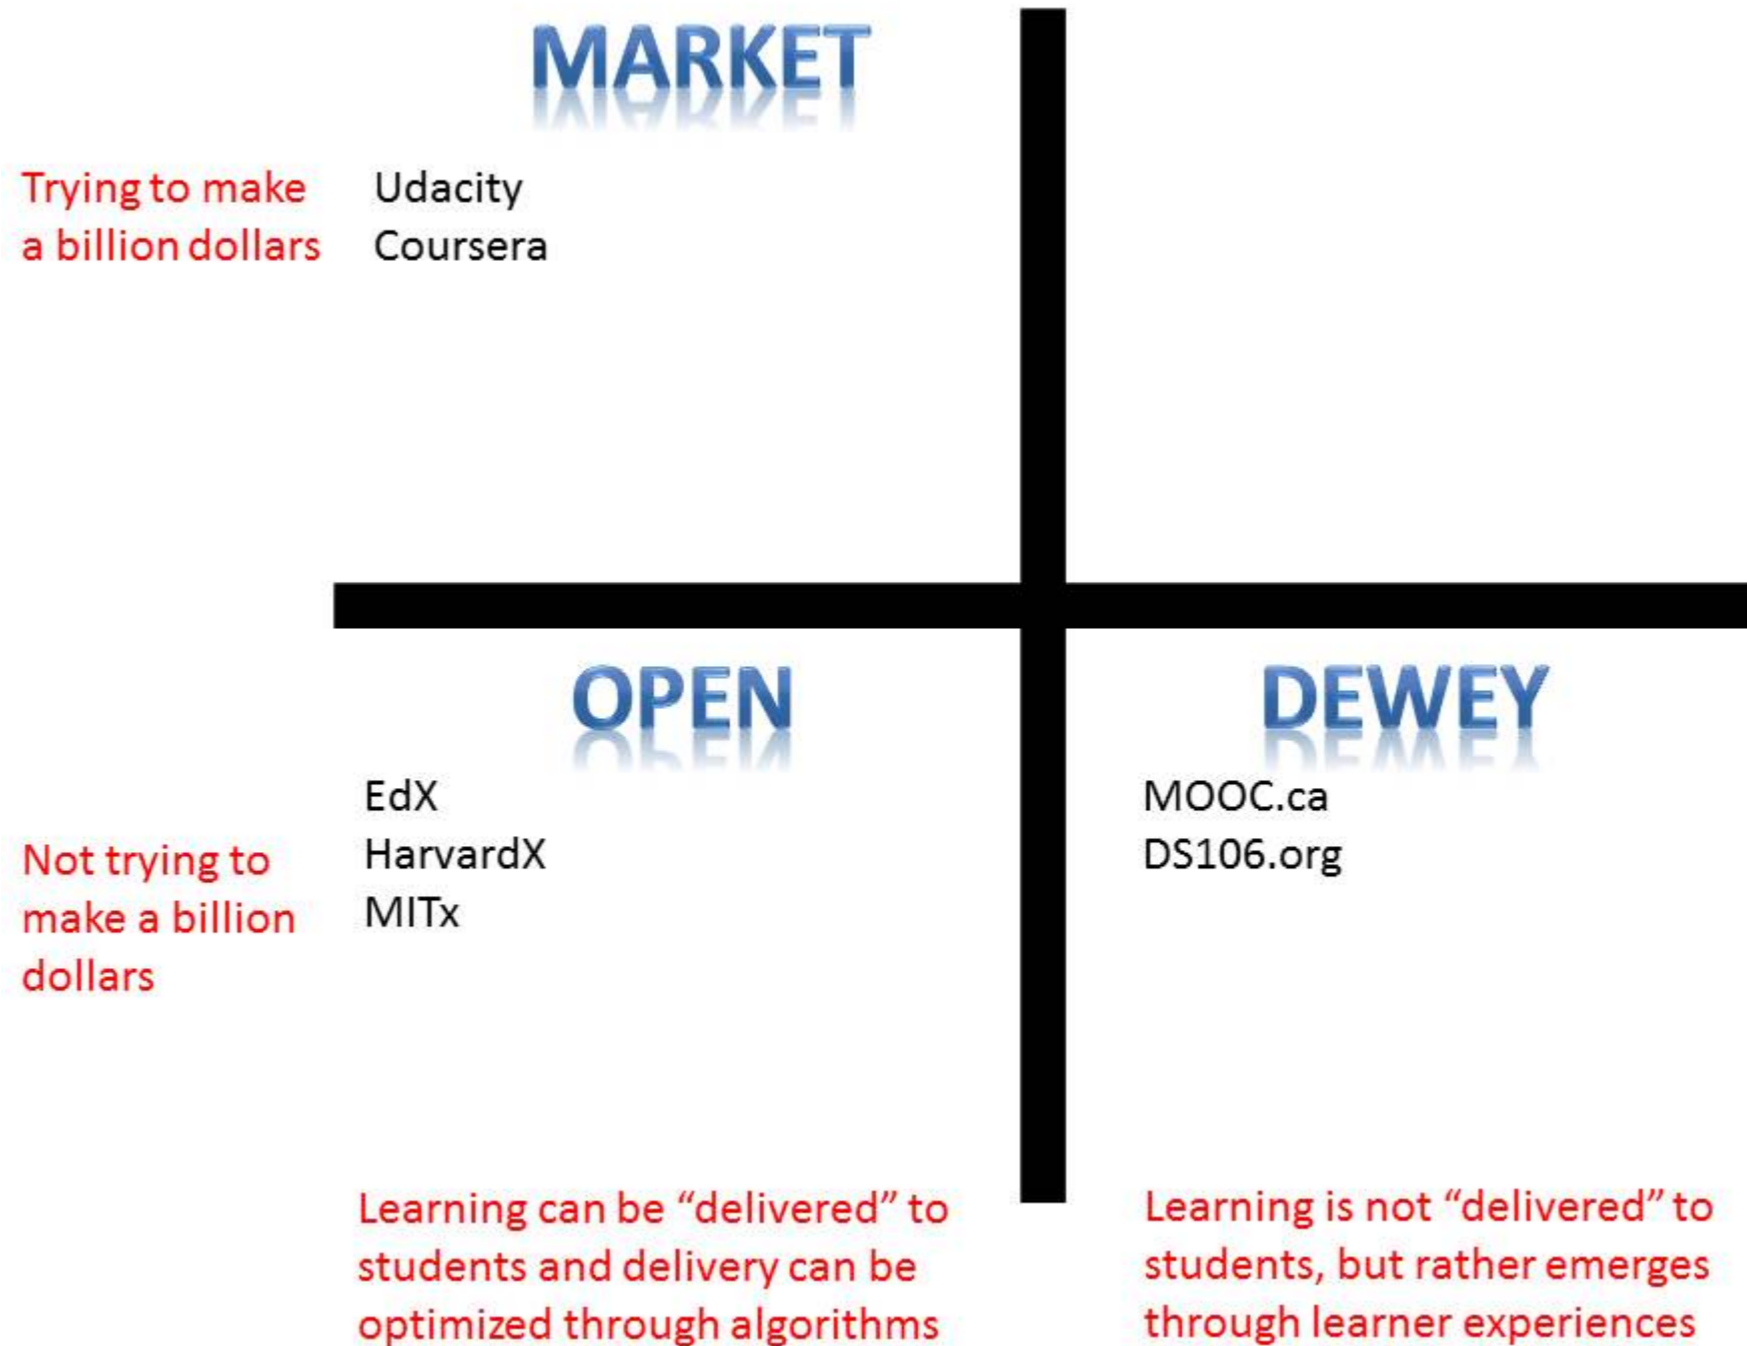 MARKET
Trying to make
a billion dollars
Udacity
Coursera
OPEN
DEWEY
EdX
HarvardX
MITx
MOOC.ca
DS106.org
Not trying to
make a billion
dollars
Learning can be “delivered” to
students and delivery can be
optimized through algorithms
Learning is not “delivered” to
students, but rather emerges
through learner experiences